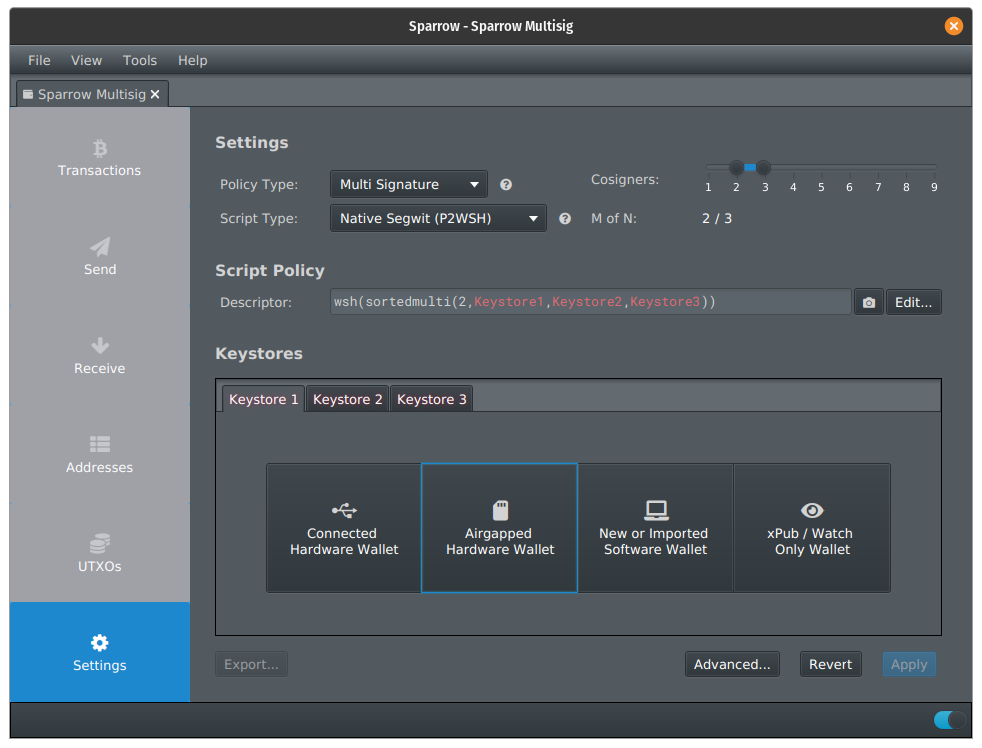 Sparrow - Sparrow Multisig
File View Tools Help
Sparrow Multisig
Transactions
Send
Receive
Addresses
UTXOs
Settings
Settings
Policy Type: Multi Signature
Cosigners: 1 2 3 4 5 6 7 8 9
Script Type: Native Segwit (P2WSH)
M of N: 2 / 3
Script Policy
Descriptor: wsh(sortedmulti(2,Keystore1,Keystore2,Keystore3)) Edit...
Keystores
Keystore 1 Keystore 2 Keystore 3
Connected
Hardware Wallet
Airgapped
Hardware Wallet
New or Imported
Software Wallet
xPub / Watch
Only Wallet
Export... Advanced... Revert Apply